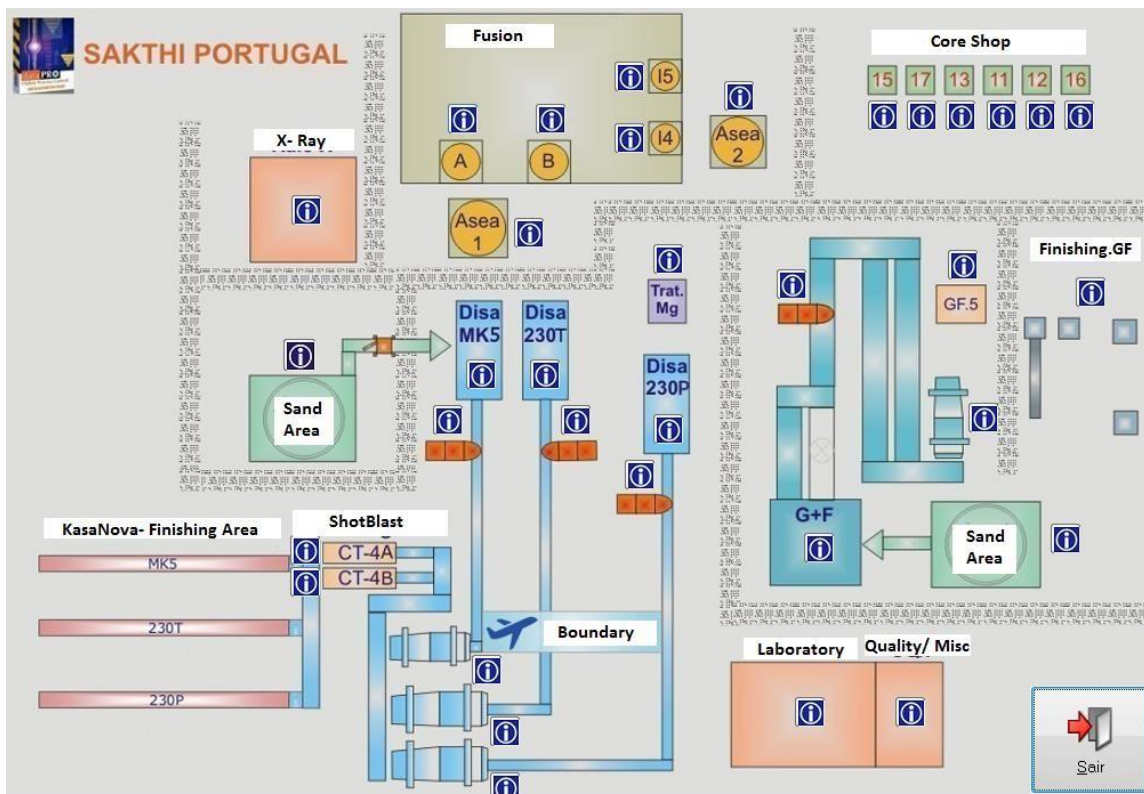 PRO
SAKTHI PORTUGAL
Fusion
I5
I4
A
B
Asea
2
Core Shop
15 17 13 11 12 16
X- Ray
Asea
1
Finishing.GF
Trat.
Mg
GF.5
Disa
MK5
Disa
230T
Disa
230P
Sand
Area
G+F
Sand
Area
KasaNova- Finishing Area
ShotBlast
MK5
CT-4A
CT-4B
230T
230P
Boundary
Laboratory
Quality/ Misc
Sair